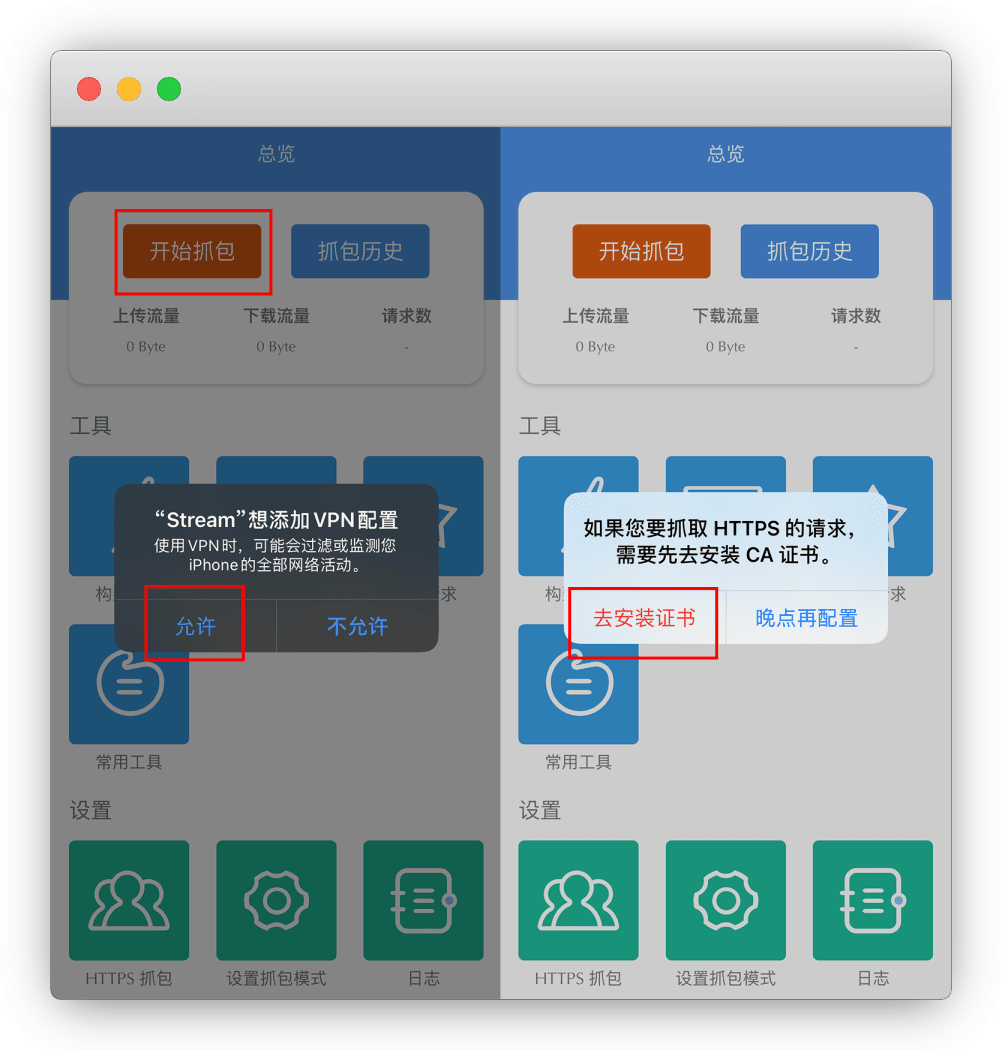 总览
开始抓包
抓包历史
上传流量
下载流量
请求数
0 Byte
0 Byte
-
工具
“Stream”想添加 VPN 配置
使用 VPN 时，可能会过滤或监测您
iPhone 的全部网络活动。
构
求
允许
不允许
常用工具
设置
HTTPS 抓包
设置抓包模式
日志
总览
开始抓包
抓包历史
上传流量
下载流量
请求数
0 Byte
0 Byte
-
工具
如果您要抓取 HTTPS 的请求，
需要先去安装 CA 证书。
构
求
去安装证书
晚点再配置
常用工具
设置
HTTPS 抓包
设置抓包模式
日志